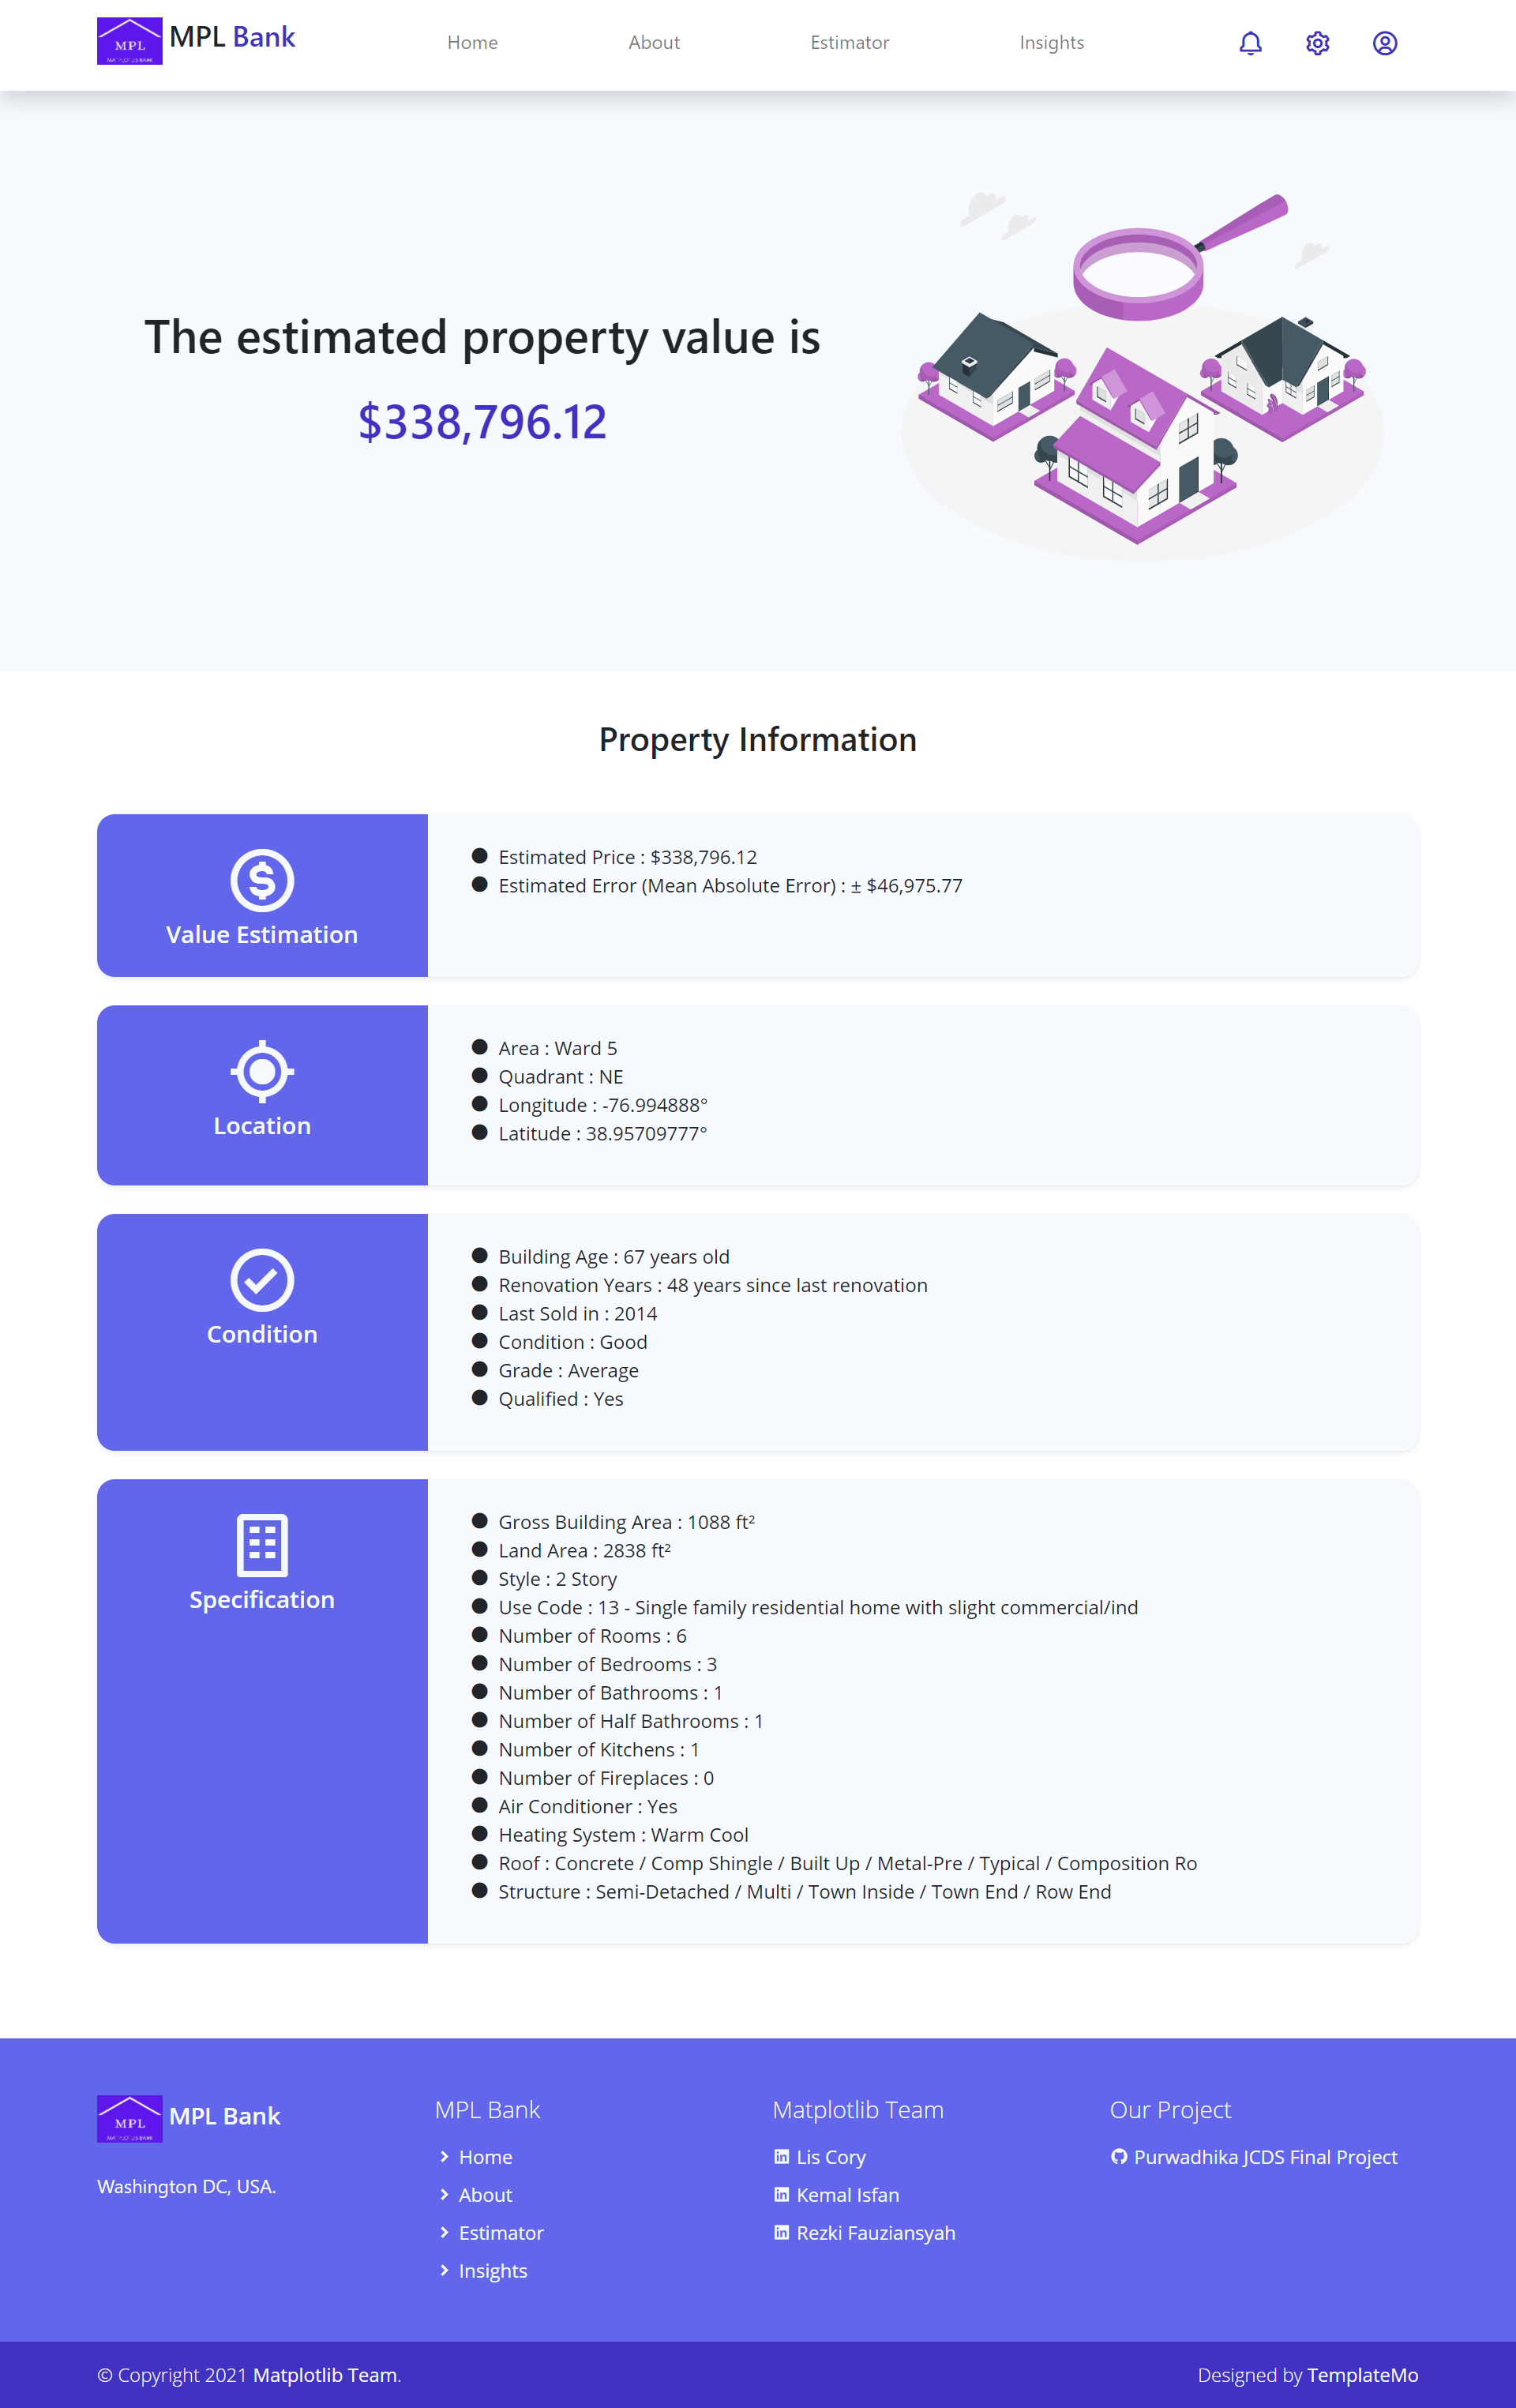 MPL
MPL Bank
Home
About
Estimator
Insights
The estimated property value is
$338,796.12
Property Information
Value Estimation
Estimated Price : $338,796.12
Estimated Error (Mean Absolute Error) : ± $46,975.77
Location
Area : Ward 5
Quadrant : NE
Longitude : -76.994888°
Latitude : 38.95709777°
Condition
Building Age : 67 years old
Renovation Years : 48 years since last renovation
Last Sold in : 2014
Condition : Good
Grade : Average
Qualified : Yes
Specification
Gross Building Area : 1088 ft²
Land Area : 2838 ft²
Style : 2 Story
Use Code : 13 - Single family residential home with slight commercial/ind
Number of Rooms : 6
Number of Bedrooms : 3
Number of Bathrooms : 1
Number of Half Bathrooms : 1
Number of Kitchens : 1
Number of Fireplaces : 0
Air Conditioner : Yes
Heating System : Warm Cool
Roof : Concrete / Comp Shingle / Built Up / Metal-Pre / Typical / Composition Ro
Structure : Semi-Detached / Multi / Town Inside / Town End / Row End
MPL
MPL Bank
Washington DC, USA.
MPL Bank
Home
About
Estimator
Insights
Matplotlib Team
Lis Cory
Kemal Isfan
Rezki Fauziansyah
Our Project
Purwadhika JCDS Final Project
© Copyright 2021 Matplotlib Team.
Designed by TemplateMo